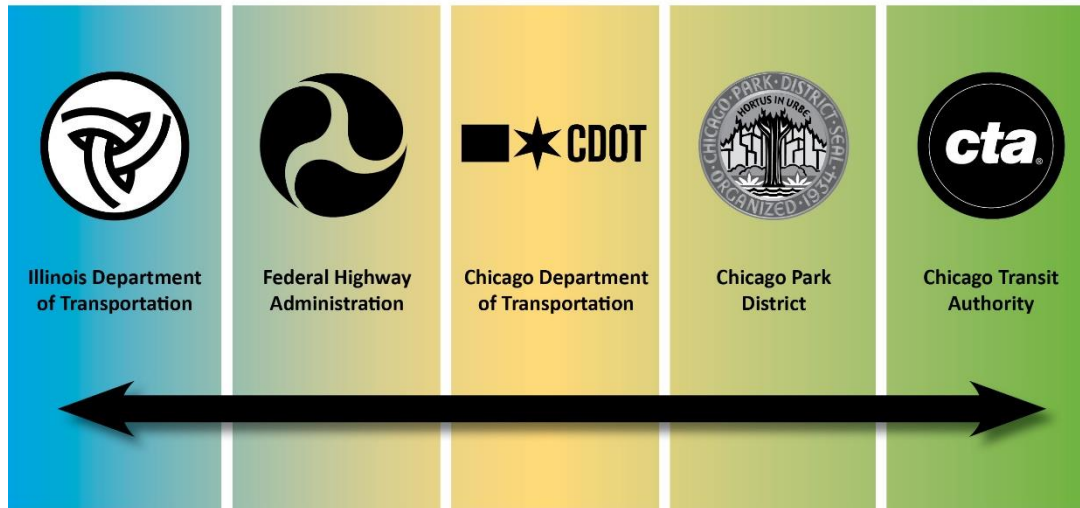 CDOT
CHICAGO·PARK·DISTRICT·SEAL
·ORGANIZED·1934·
HORTUS IN URBE
cta®
Illinois Department
of Transportation
Federal Highway
Administration
Chicago Department
of Transportation
Chicago Park
District
Chicago Transit
Authority